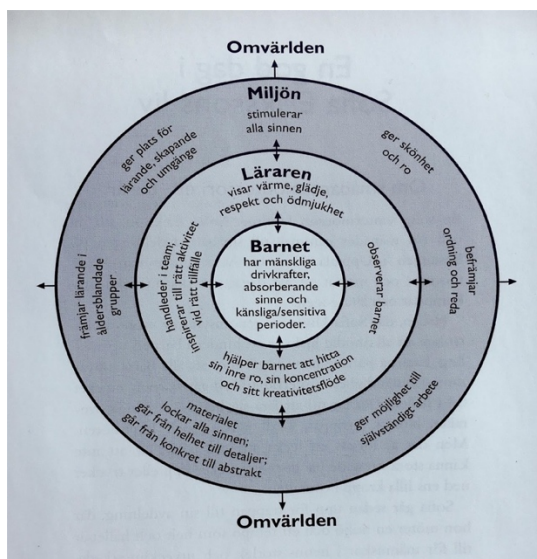 Omvärlden
Miljön
stimulerar
alla sinnen
ger skönhet
och ro
befrämjar
ordning och reda
ger möjlighet till
självständigt arbete
materialet
lockar alla sinnen;
går från helhet till detaljer;
går från konkret till abstrakt
främjar lärande i
åldersblandade
grupper
ger plats för
lärande, skapande
och umgänge
Läraren
visar värme, glädje,
respekt och ödmjukhet
observerar barnet
hjälper barnet att hitta
sin inre ro, sin koncentration
och sitt kreativitetsflöde
handleder i team;
inspirerar till rätt aktivitet
vid rätt tillfälle
Barnet
har mänskliga
drivkrafter,
absorberande
sinne och
känsliga/sensitiva
perioder.
Omvärlden